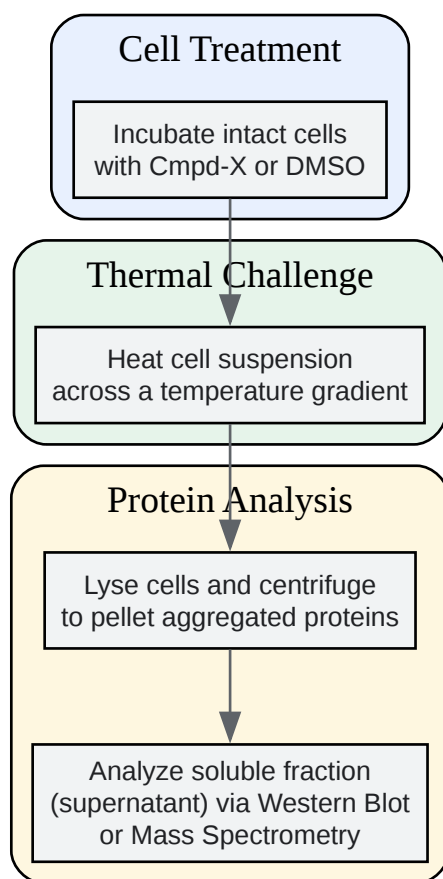 Cell Treatment
Incubate intact cells
with Cmpd-X or DMSO
Thermal Challenge
Heat cell suspension
across a temperature gradient
Protein Analysis
Lyse cells and centrifuge
to pellet aggregated proteins
Analyze soluble fraction
(supernatant) via Western Blot
or Mass Spectrometry